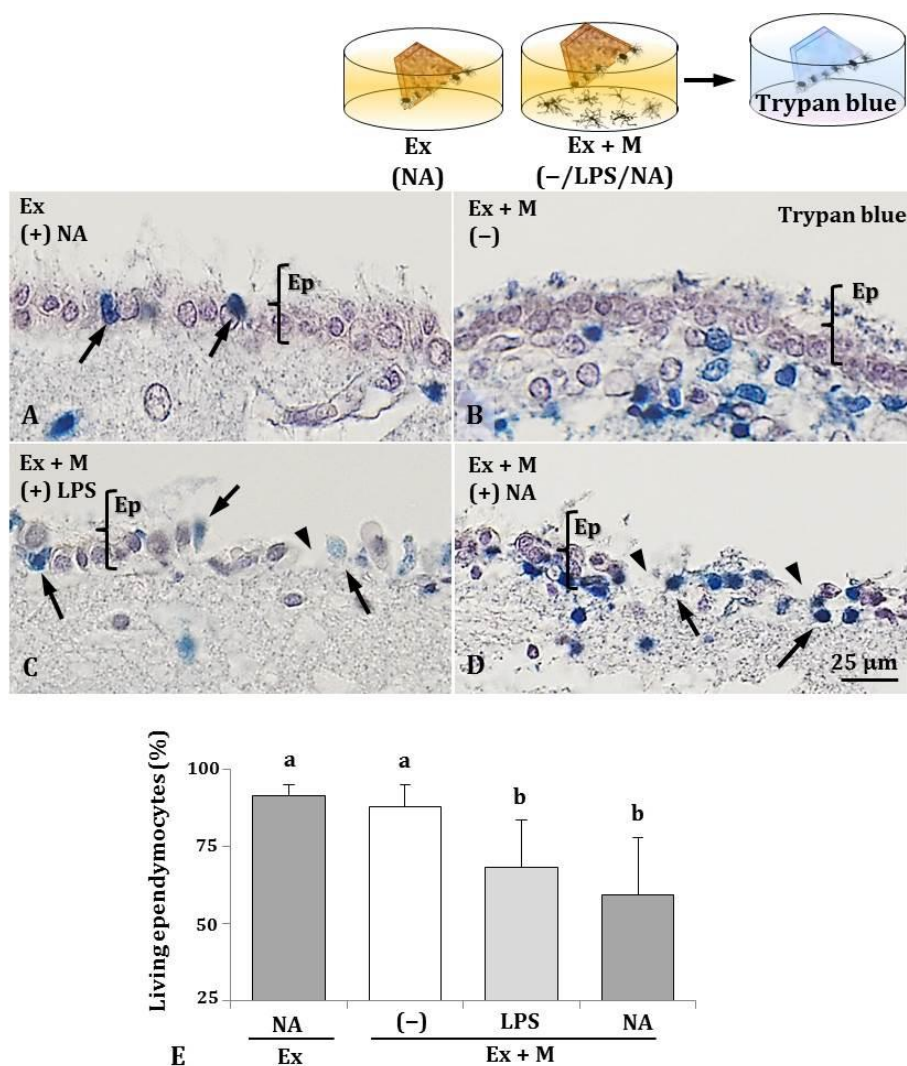 Trypan blue
Ex
(NA)
Ex + M
(−/LPS/NA)
Ex
(+) NA
Ep
A
Ex + M
(−)
Trypan blue
Ep
B
Ex + M
(+) LPS
Ep
C
Ex + M
(+) NA
Ep
D
25 µm
Living ependymocytes (%)
100
75
50
25
a
a
b
b
NA
(−)
LPS
NA
E
Ex
Ex + M